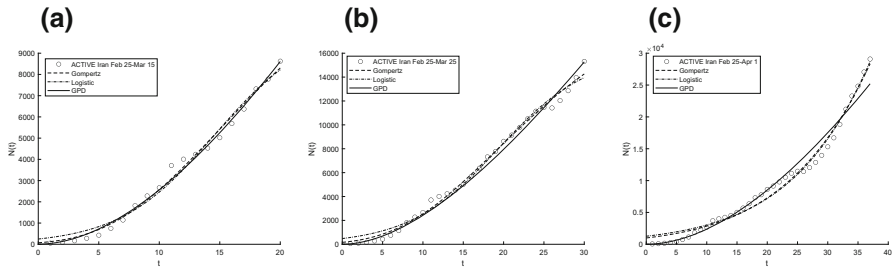 (a)
(b)
(c)
9000
8000
7000
6000
5000
4000
3000
2000
1000
0
N(t)
ACTIVE Iran Feb 25-Mar 15
Gompertz
Logistic
GPD
0
5
10
15
20
t
16000
14000
12000
10000
8000
6000
4000
2000
0
N(t)
ACTIVE Iran Feb 25-Mar 25
Gompertz
Logistic
GPD
0
5
10
15
20
25
30
t
×10⁴
3
2.5
2
1.5
1
0.5
0
N(t)
ACTIVE Iran Feb 25-Apr 1
Gompertz
Logistic
GPD
0
5
10
15
20
25
30
35
40
t